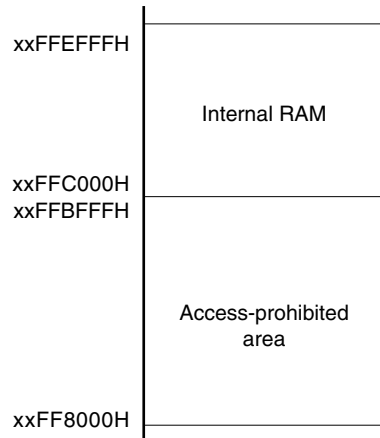 xxFFEFFFH
Internal RAM
xxFFC000H
xxFFBFFFH
Access-prohibited
area
xxFF8000H